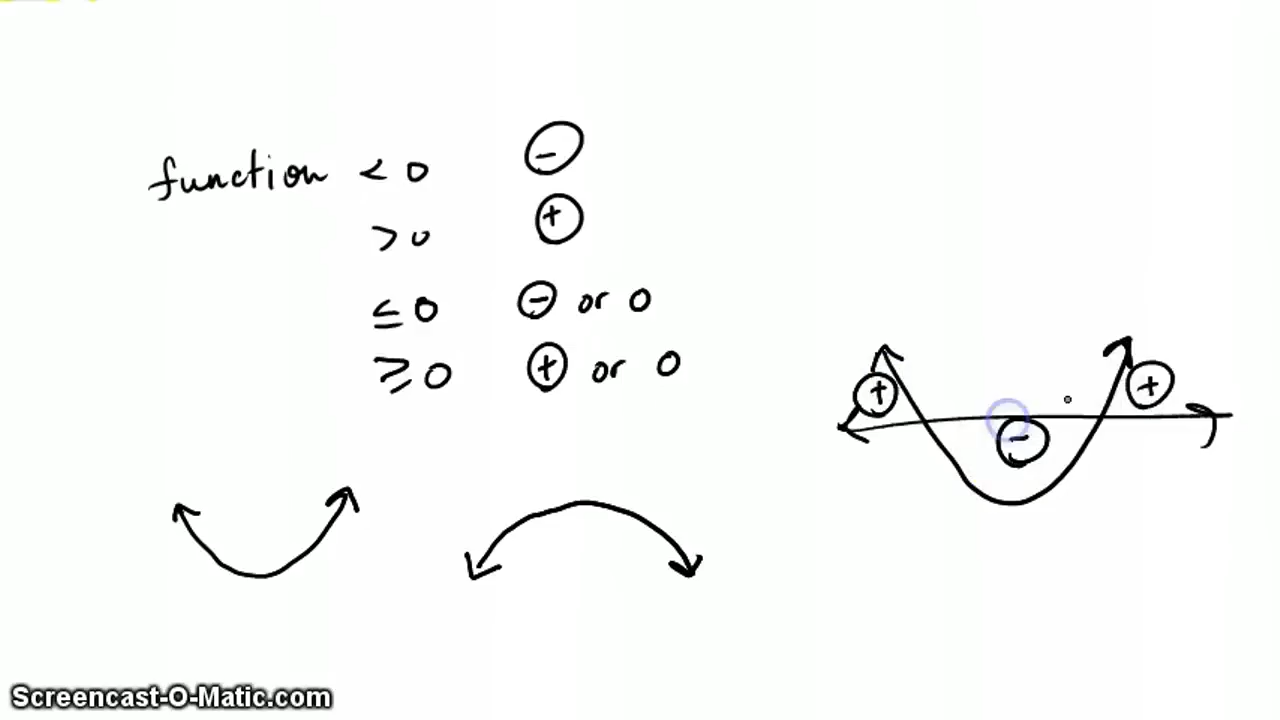 function < 0 ⊖
> 0 ⊕
≤ 0 ⊖ or 0
≥ 0 ⊕ or 0
⊕ ⊖ ⊕
Screencast-O-Matic.com